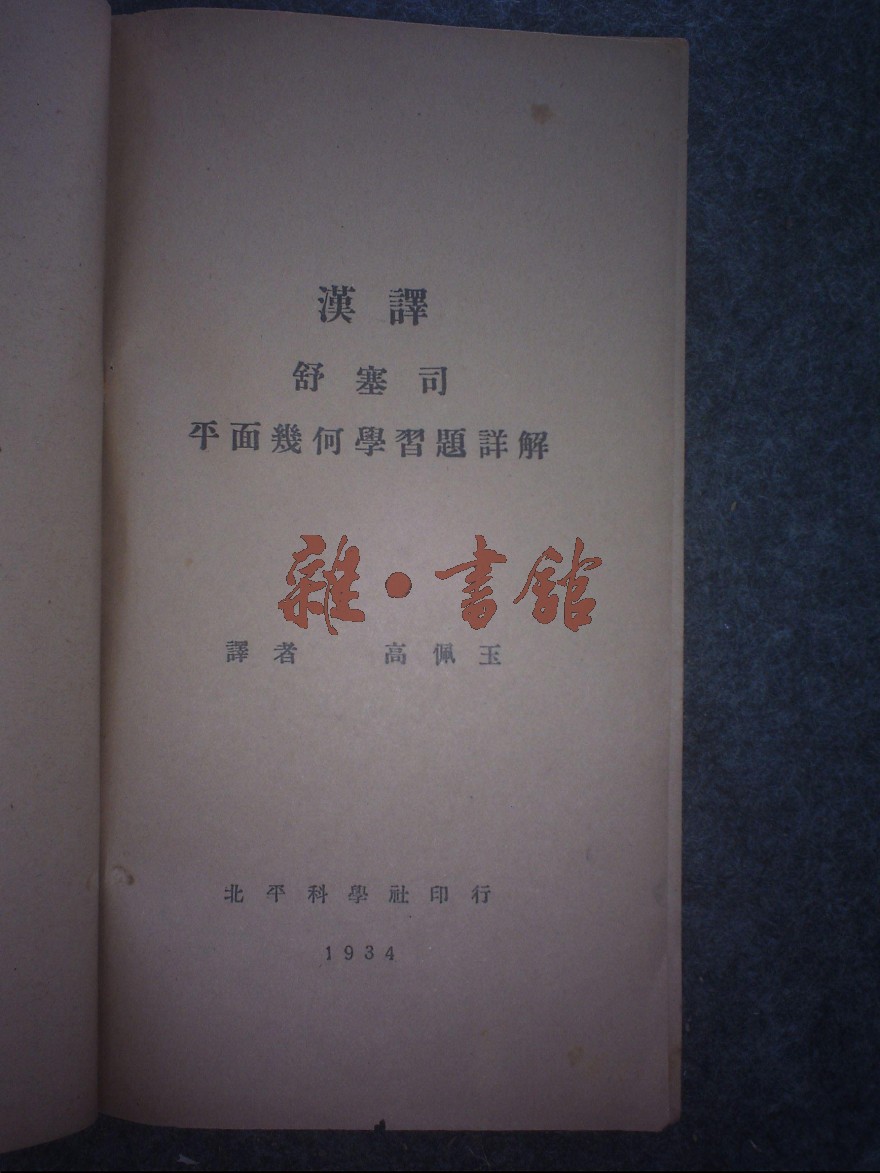 漢譯
舒塞司
平面幾何學習題詳解
雜·書館
譯者 高佩玉
北平科學社印行
1934